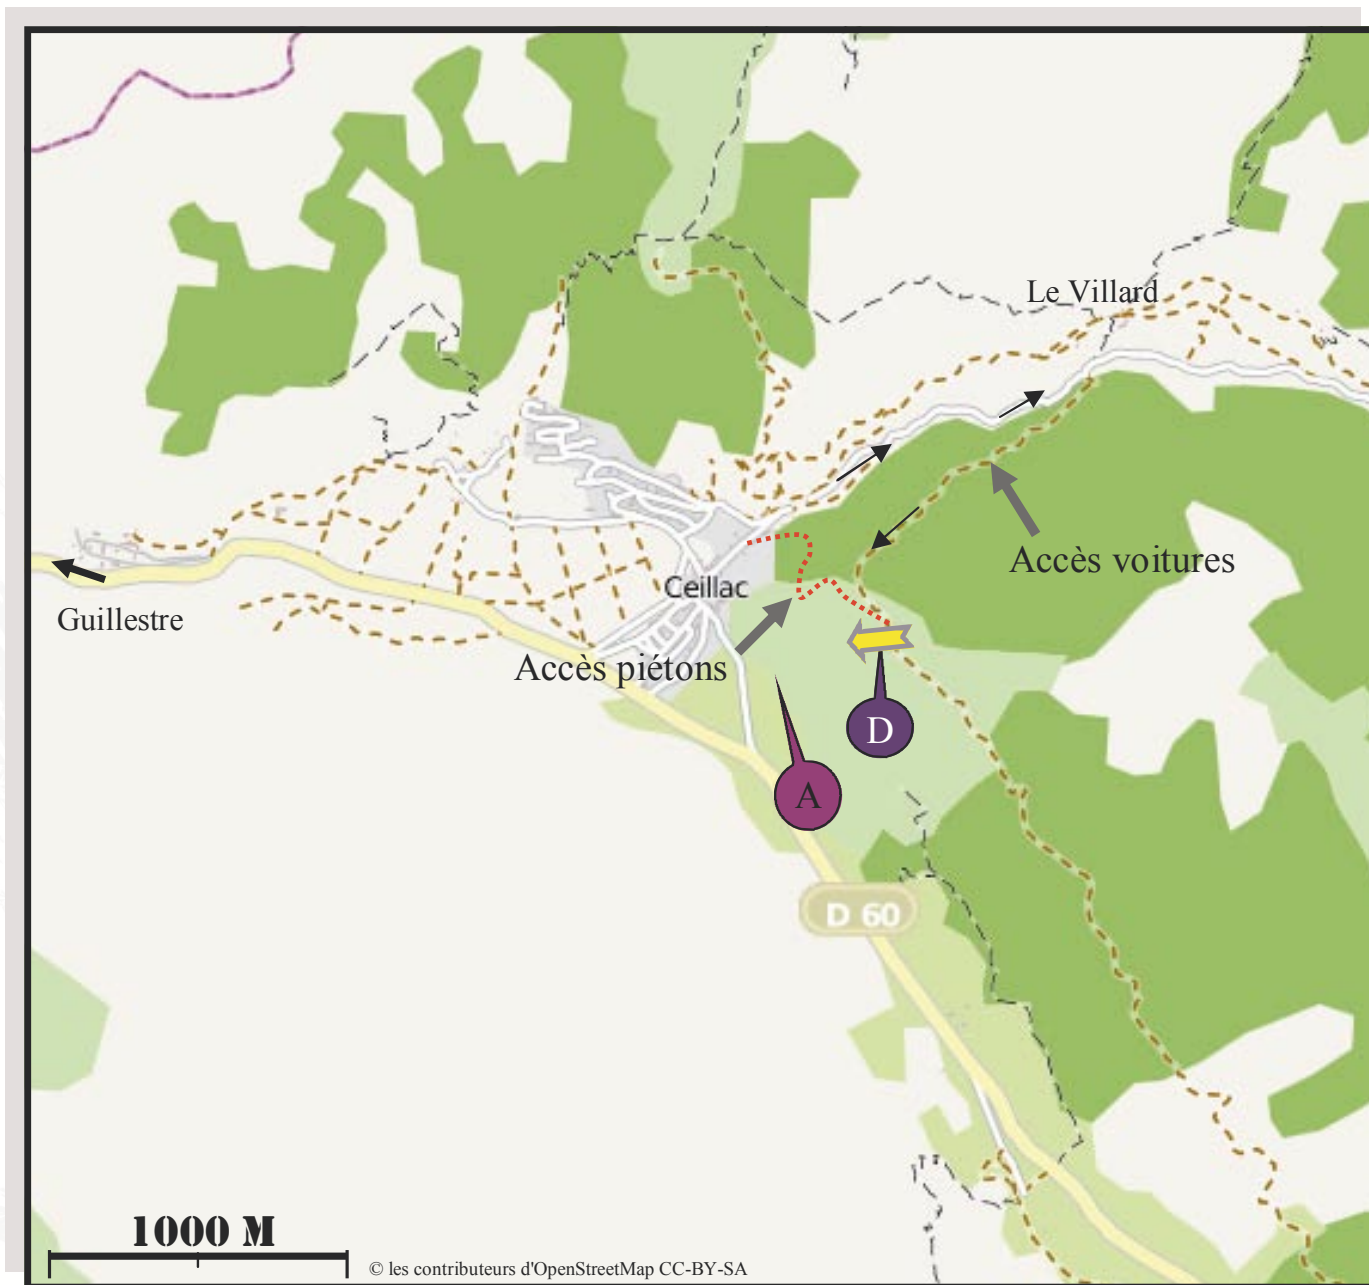 Le Villard
Accès voitures
Ceillac
Guillestre
Accès piétons
D
A
D 60
1000 M
© les contributeurs d'OpenStreetMap CC-BY-SA